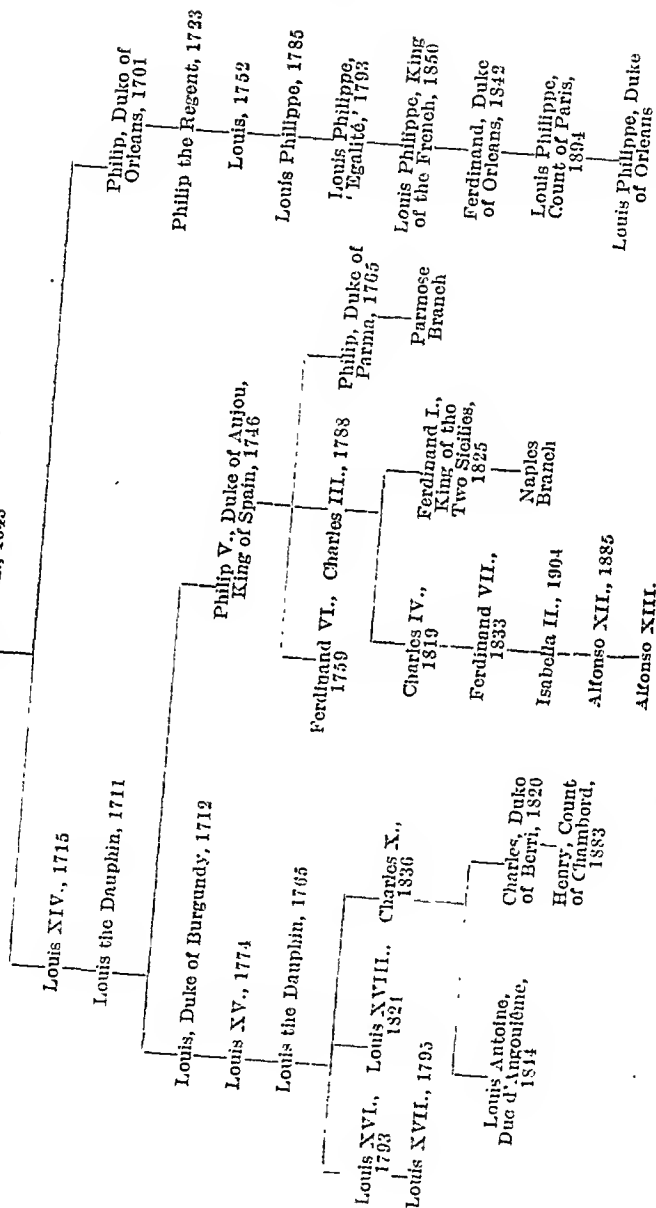 1643
Louis XIV., 1715
Louis the Dauphin, 1711
Louis, Duke of Burgundy, 1712
Louis XV., 1774
Louis the Dauphin, 1765
Louis XVI.,
1793
Louis XVII., 1795
Louis XVIII.,
1824
Charles X.,
1836
Louis Antoine,
Duc d'Angoulême,
1844
Charles, Duke
of Berri, 1820
Henry, Count
of Chambord,
1883
Philip V., Duke of Anjou,
King of Spain, 1746
Ferdinand VI.,
1759
Charles III., 1788
Philip, Duke of
Parma, 1765
Parmese
Branch
Charles IV.,
1819
Ferdinand VII.,
1833
Isabella II., 1904
Alfonso XII., 1885
Alfonso XIII.
Ferdinand I.,
King of the
Two Sicilies,
1825
Naples
Branch
Philip, Duke of
Orleans, 1701
Philip the Regent, 1723
Louis, 1752
Louis Philippe, 1785
Louis Philippe,
'Egalité,' 1793
Louis Philippe, King
of the French, 1850
Ferdinand, Duke
of Orleans, 1842
Louis Philippe,
Count of Paris,
1894
Louis Philippe, Duke
of Orleans